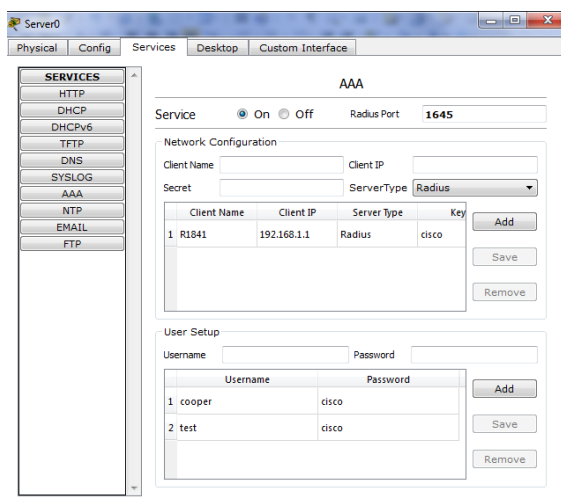 Server0
Physical Config Services Desktop Custom Interface
SERVICES
HTTP
DHCP
DHCPv6
TFTP
DNS
SYSLOG
AAA
NTP
EMAIL
FTP
AAA
Service On Off Radius Port 1645
Network Configuration
Client Name Client IP
Secret ServerType Radius
Client Name Client IP Server Type Key
1 R1841 192.168.1.1 Radius cisco
Add
Save
Remove
User Setup
Username Password
Username Password
1 cooper cisco
2 test cisco
Add
Save
Remove